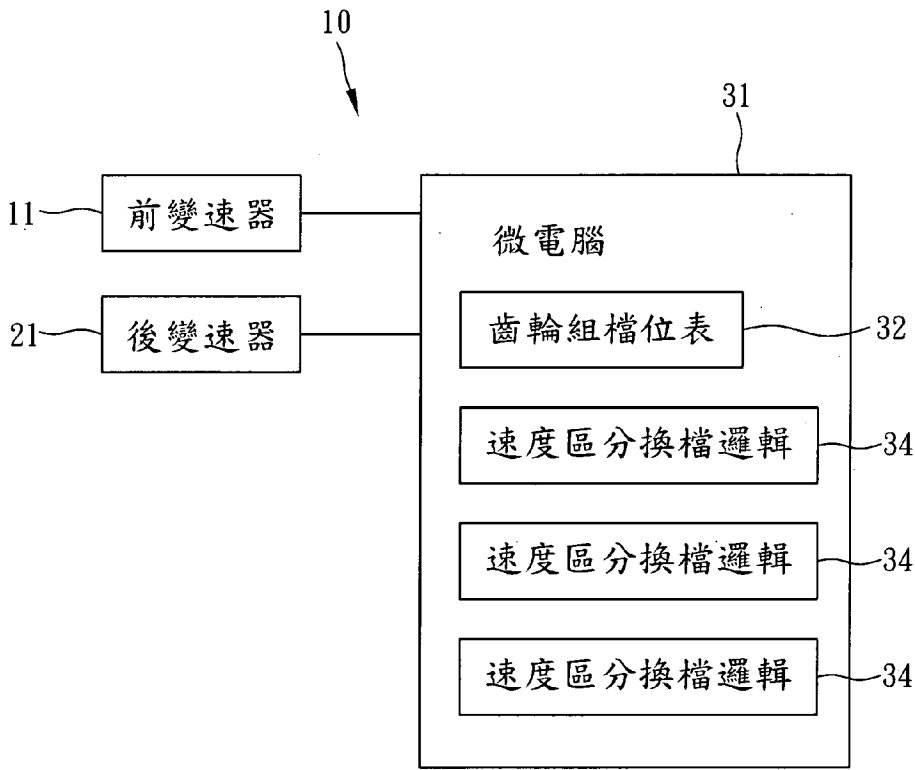 10
31
11 前變速器
微電腦
21 後變速器
齒輪組檔位表 32
速度區分換檔邏輯 34
速度區分換檔邏輯 34
速度區分換檔邏輯 34